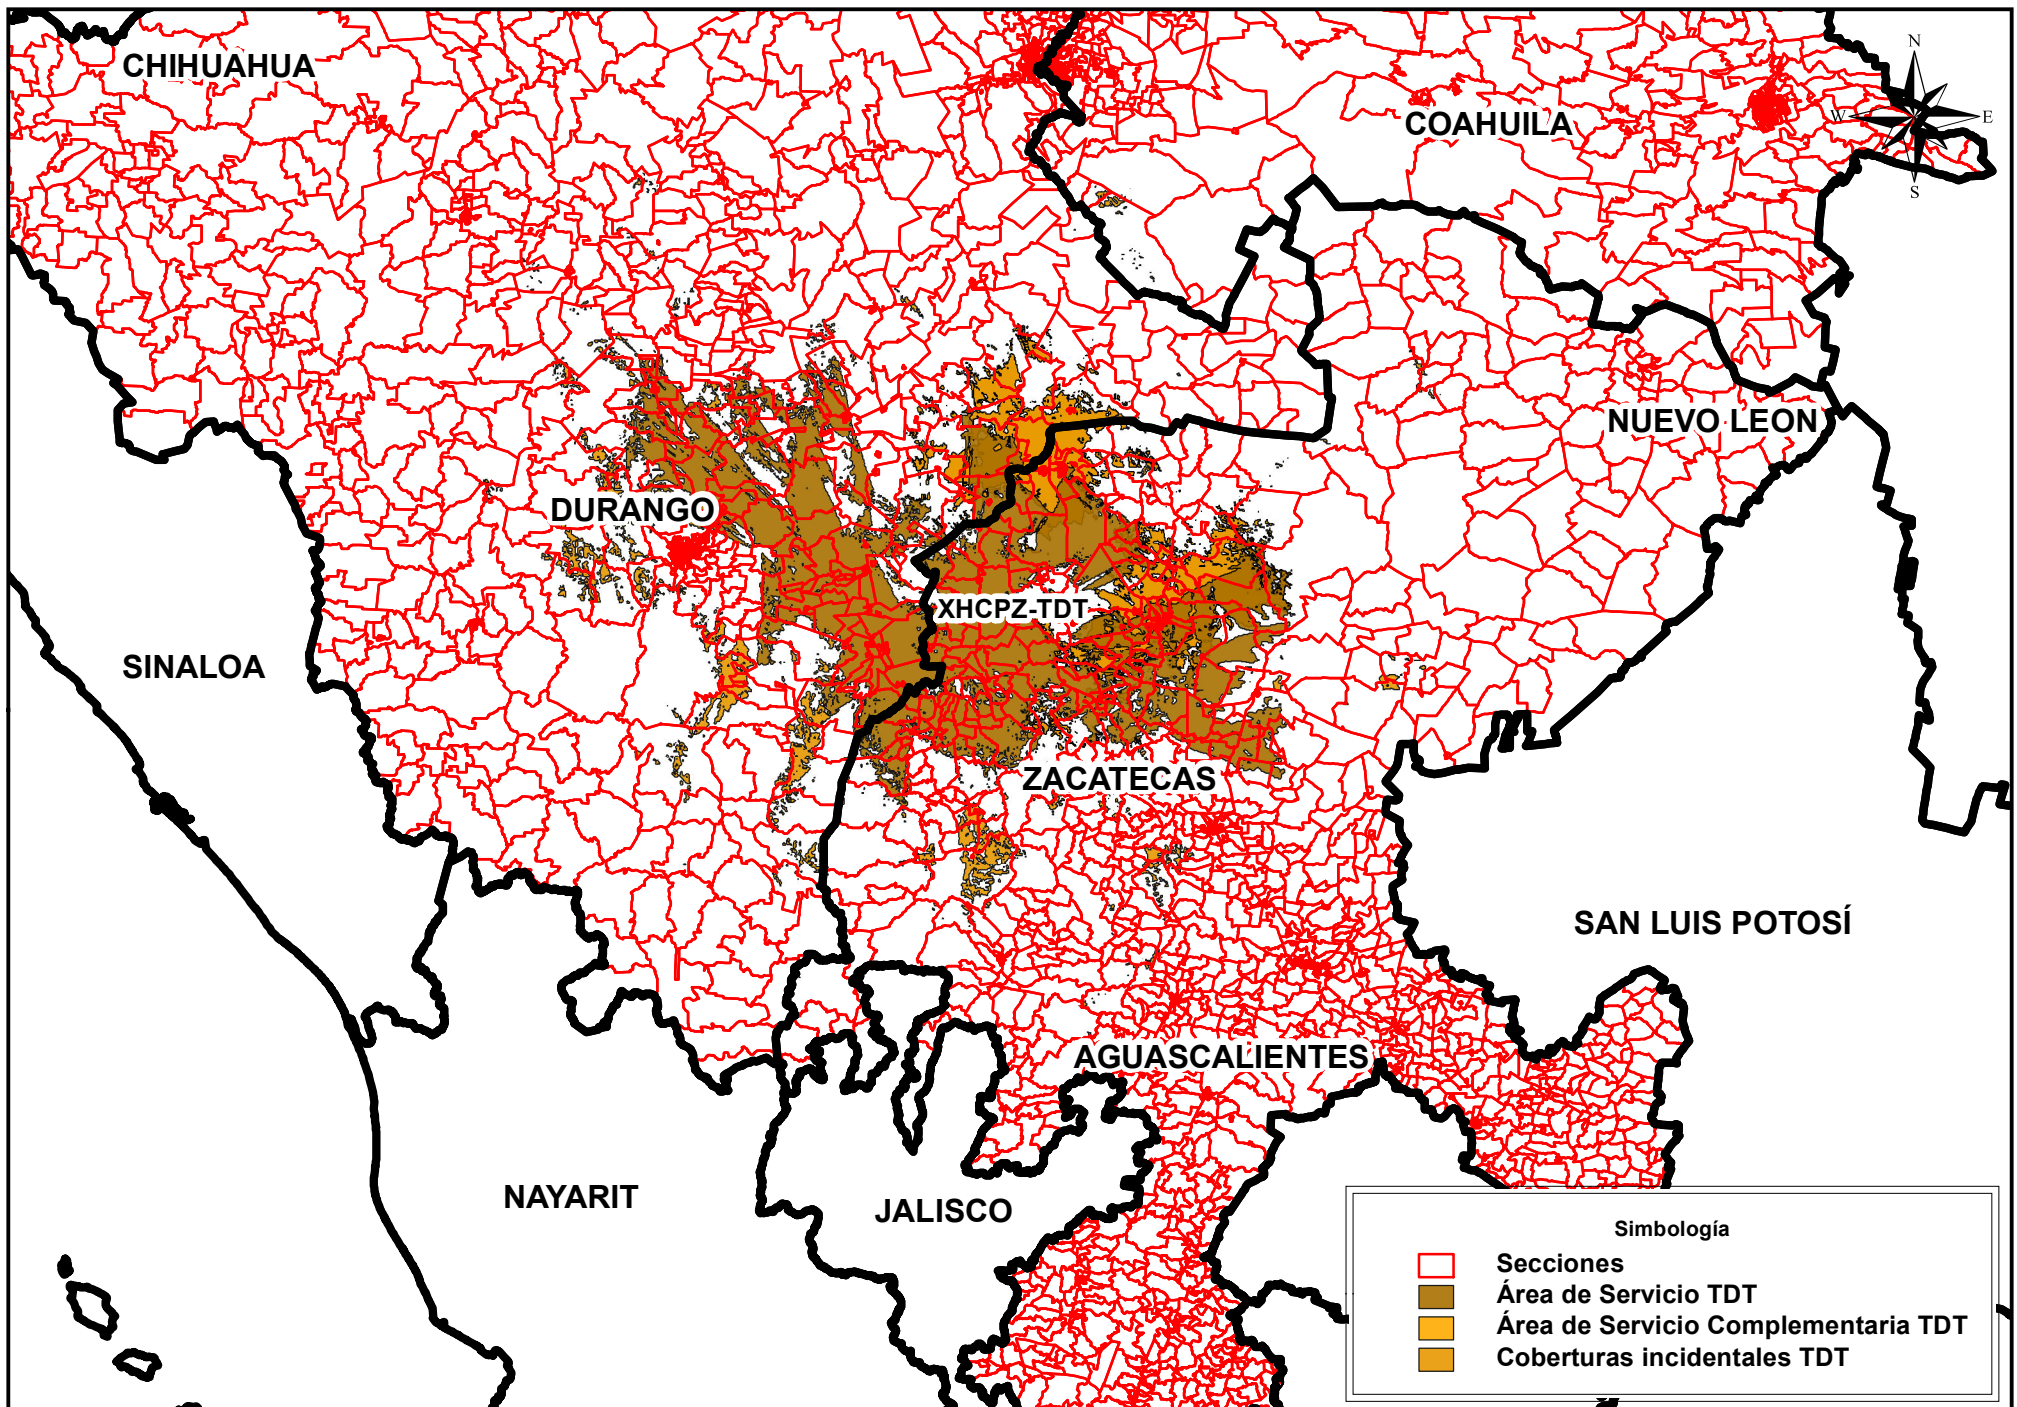 CHIHUAHUA
N
W
E
S
COAHUILA
NUEVO LEON
DURANGO
XHCPZ-TDT
SINALOA
ZACATECAS
SAN LUIS POTOSÍ
AGUASCALIENTES
NAYARIT
JALISCO
Simbología
Secciones
Área de Servicio TDT
Área de Servicio Complementaria TDT
Coberturas incidentales TDT